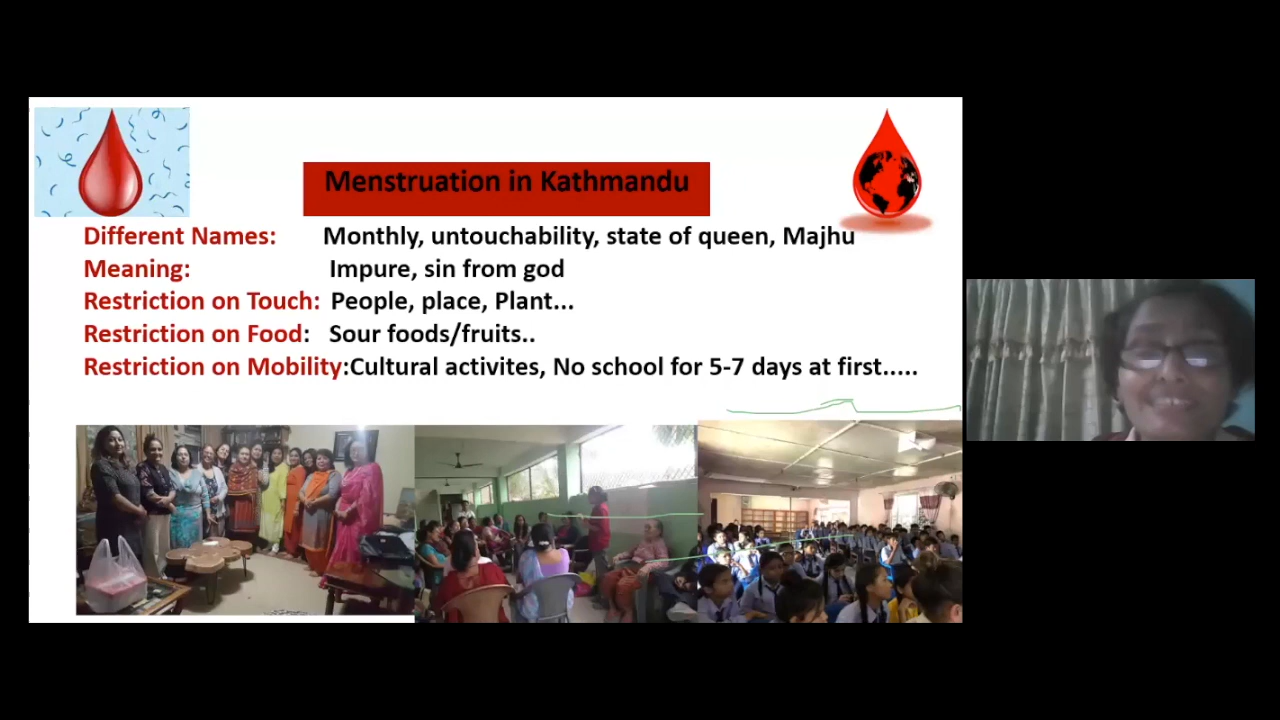 Menstruation in Kathmandu
Different Names: Monthly, untouchability, state of queen, Majhu
Meaning: Impure, sin from god
Restriction on Touch: People, place, Plant...
Restriction on Food: Sour foods/fruits..
Restriction on Mobility:Cultural activites, No school for 5-7 days at first.....